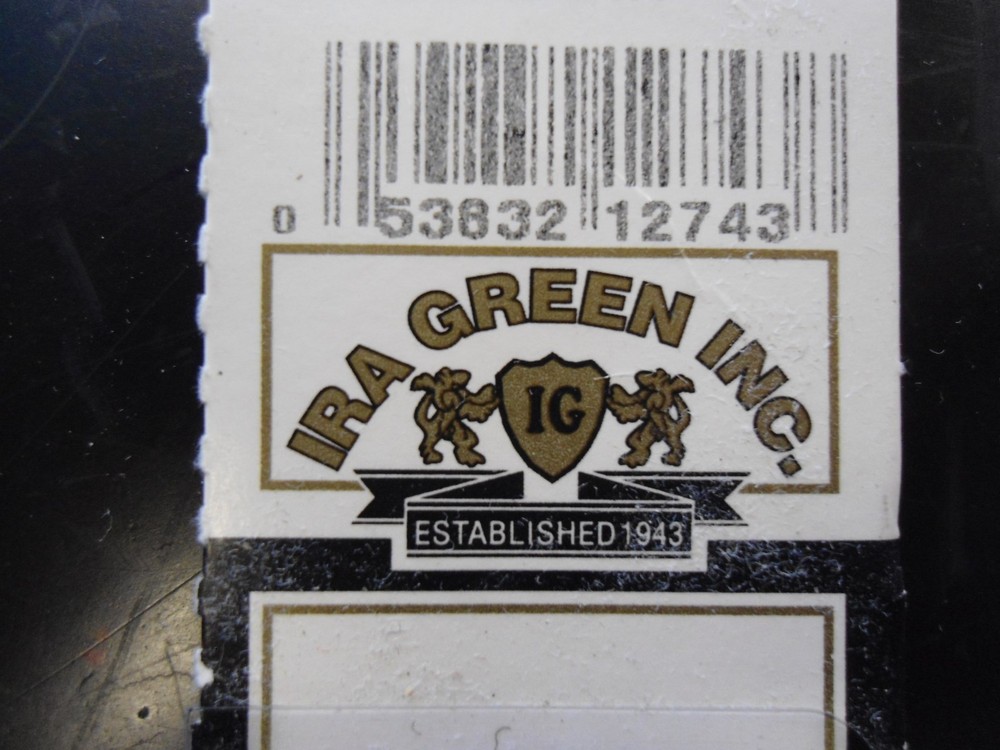 0 53832 12743
IRA GREEN INC.
IG
ESTABLISHED 1943